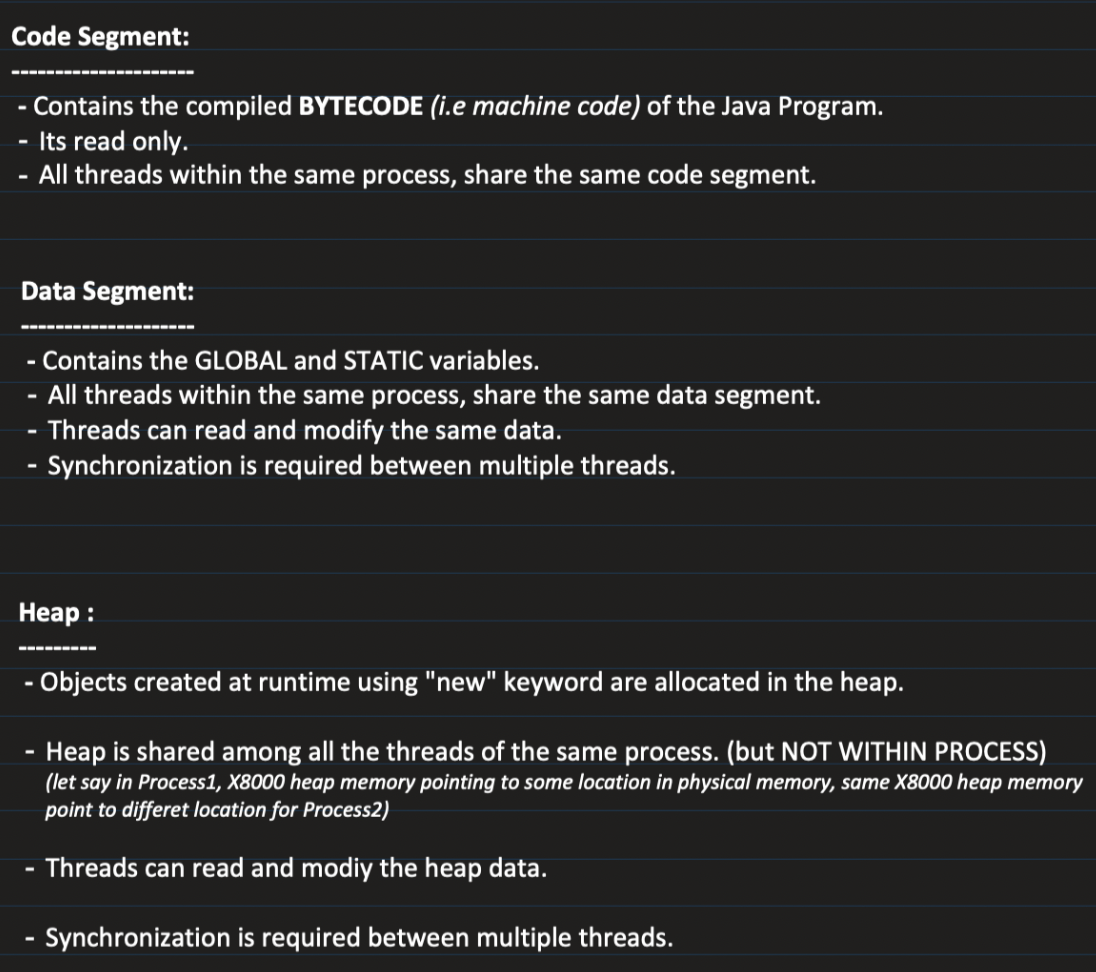 Code Segment:
----------------------
- Contains the compiled BYTECODE (i.e machine code) of the Java Program.
- Its read only.
- All threads within the same process, share the same code segment.
Data Segment:
---------------------
- Contains the GLOBAL and STATIC variables.
- All threads within the same process, share the same data segment.
- Threads can read and modify the same data.
- Synchronization is required between multiple threads.
Heap :
---------
- Objects created at runtime using "new" keyword are allocated in the heap.
- Heap is shared among all the threads of the same process. (but NOT WITHIN PROCESS)
(let say in Process1, X8000 heap memory pointing to some location in physical memory, same X8000 heap memory
point to differet location for Process2)
- Threads can read and modiy the heap data.
- Synchronization is required between multiple threads.